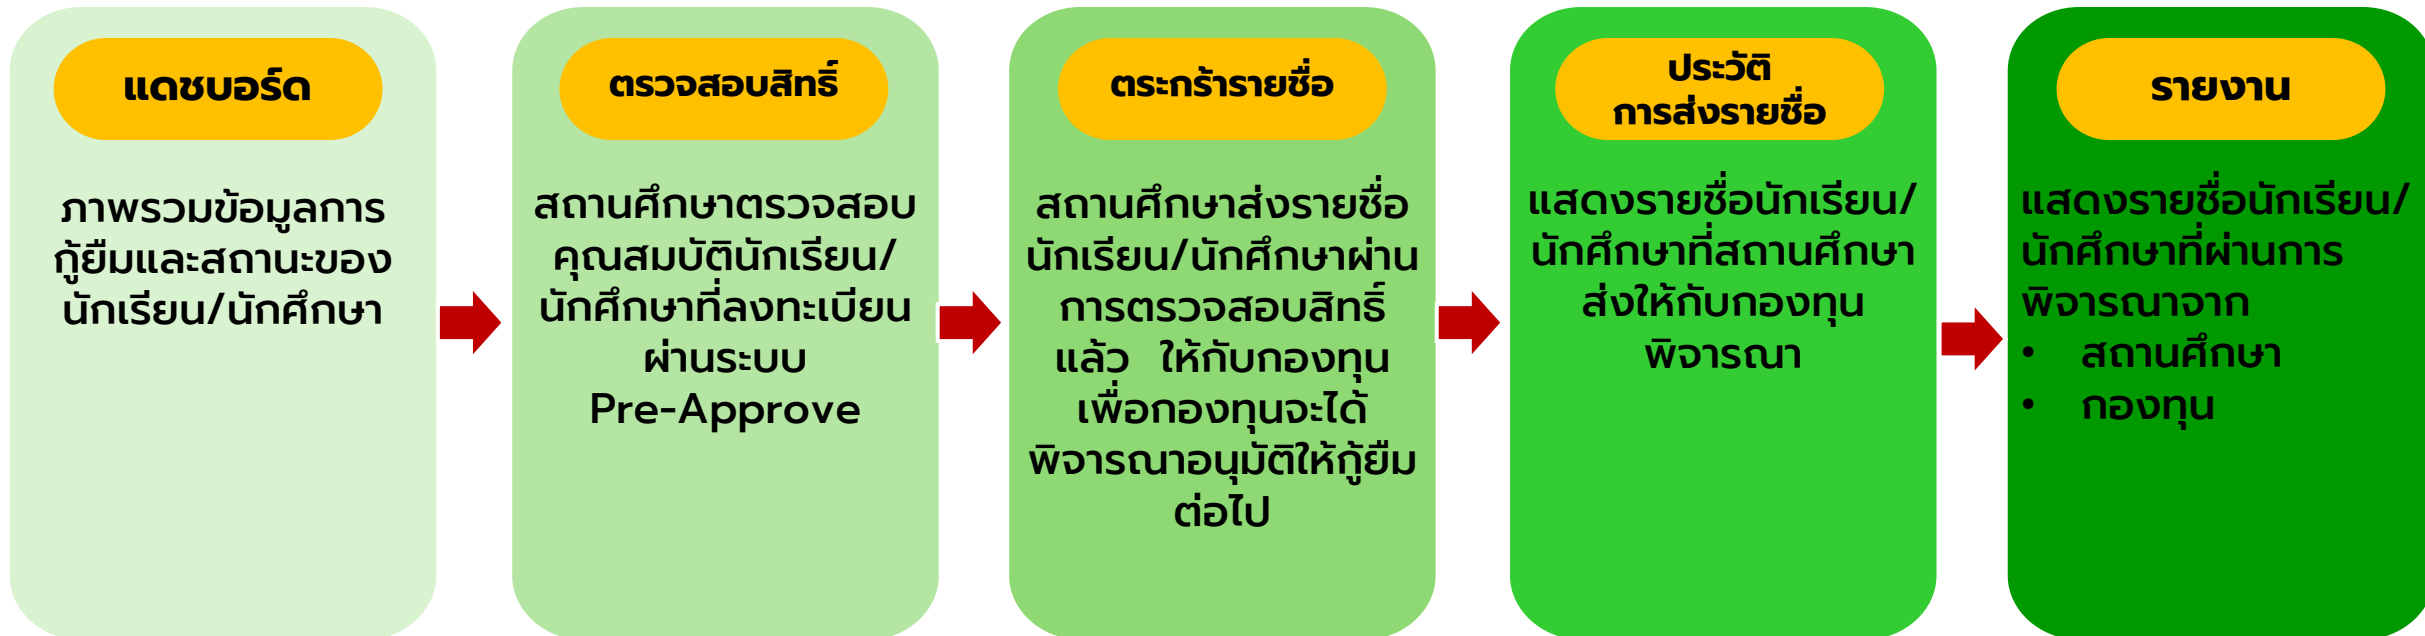 แดชบอร์ด
ภาพรวมข้อมูลการ
กู้ยืมและสถานะของ
นักเรียน/นักศึกษา
ตรวจสอบสิทธิ์
สถานศึกษาตรวจสอบ
คุณสมบัตินักเรียน/
นักศึกษาที่ลงทะเบียน
ผ่านระบบ
Pre-Approve
ตระกร้ารายชื่อ
สถานศึกษาส่งรายชื่อ
นักเรียน/นักศึกษาผ่าน
การตรวจสอบสิทธิ์
แล้ว ให้กับกองทุน
เพื่อกองทุนจะได้
พิจารณาอนุมัติให้กู้ยืม
ต่อไป
ประวัติ
การส่งรายชื่อ
แสดงรายชื่อนักเรียน/
นักศึกษาที่สถานศึกษา
ส่งให้กับกองทุน
พิจารณา
รายงาน
แสดงรายชื่อนักเรียน/
นักศึกษาที่ผ่านการ
พิจารณาจาก
• สถานศึกษา
• กองทุน